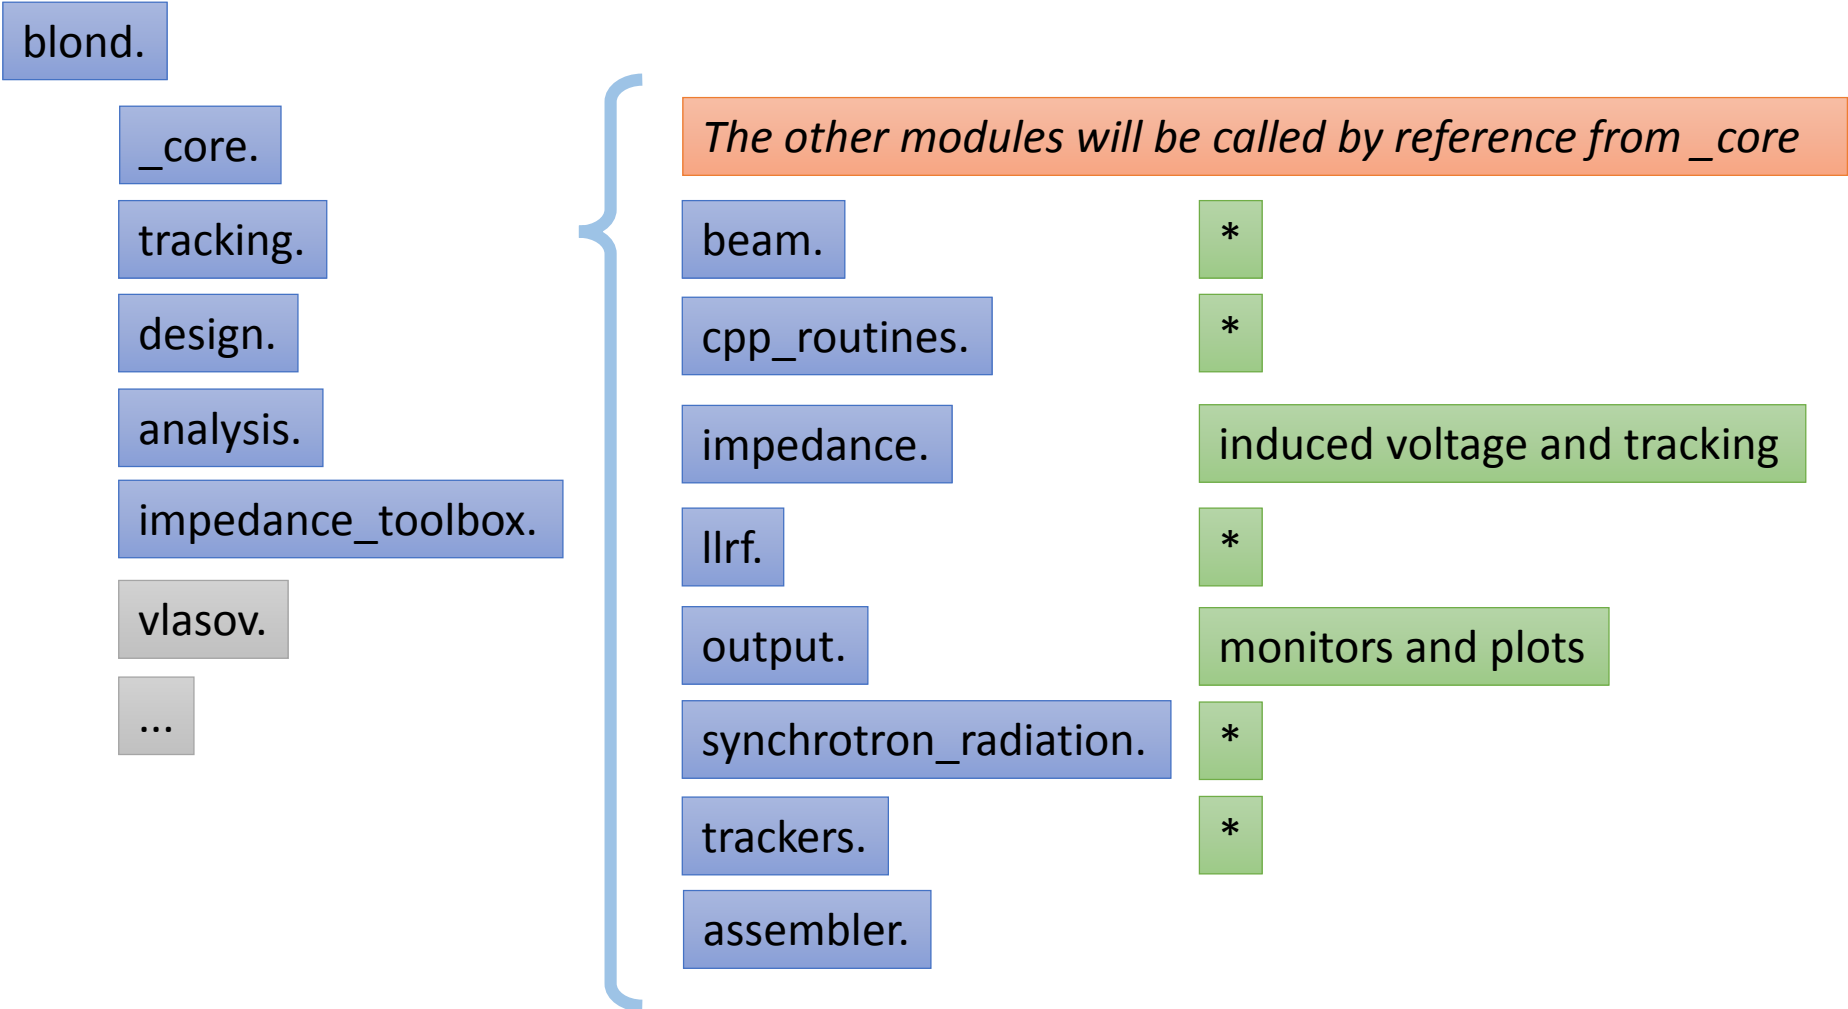 blond.
_core.
tracking.
design.
analysis.
impedance_toolbox.
vlasov.
...
The other modules will be called by reference from _core
beam. *
cpp_routines. *
impedance. induced voltage and tracking
llrf. *
output. monitors and plots
synchrotron_radiation. *
trackers. *
assembler.